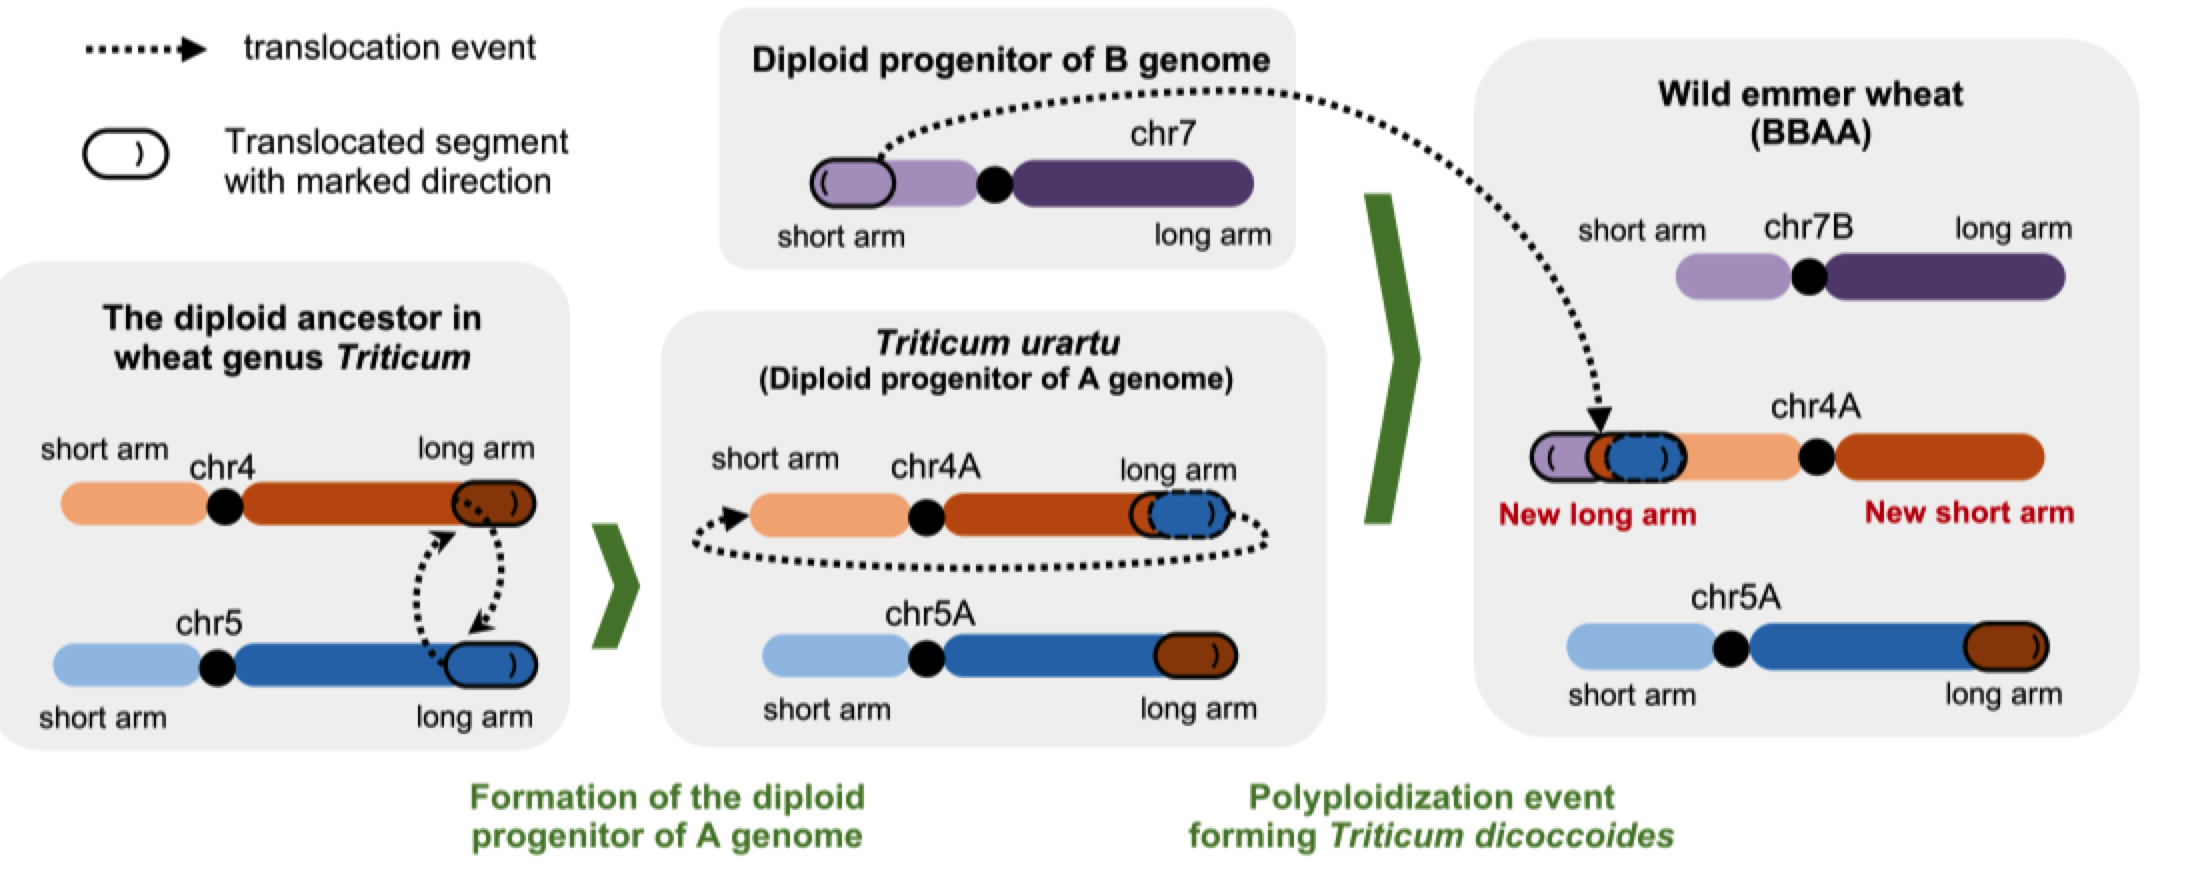 translocation event
Translocated segment
with marked direction
The diploid ancestor in
wheat genus Triticum
short arm
chr4
long arm
chr5
short arm
long arm
Diploid progenitor of B genome
chr7
short arm
long arm
Triticum urartu
(Diploid progenitor of A genome)
short arm
chr4A
long arm
chr5A
short arm
long arm
Wild emmer wheat
(BBAA)
short arm
chr7B
long arm
chr4A
New long arm
New short arm
chr5A
short arm
long arm
Formation of the diploid
progenitor of A genome
Polyploidization event
forming Triticum dicoccoides